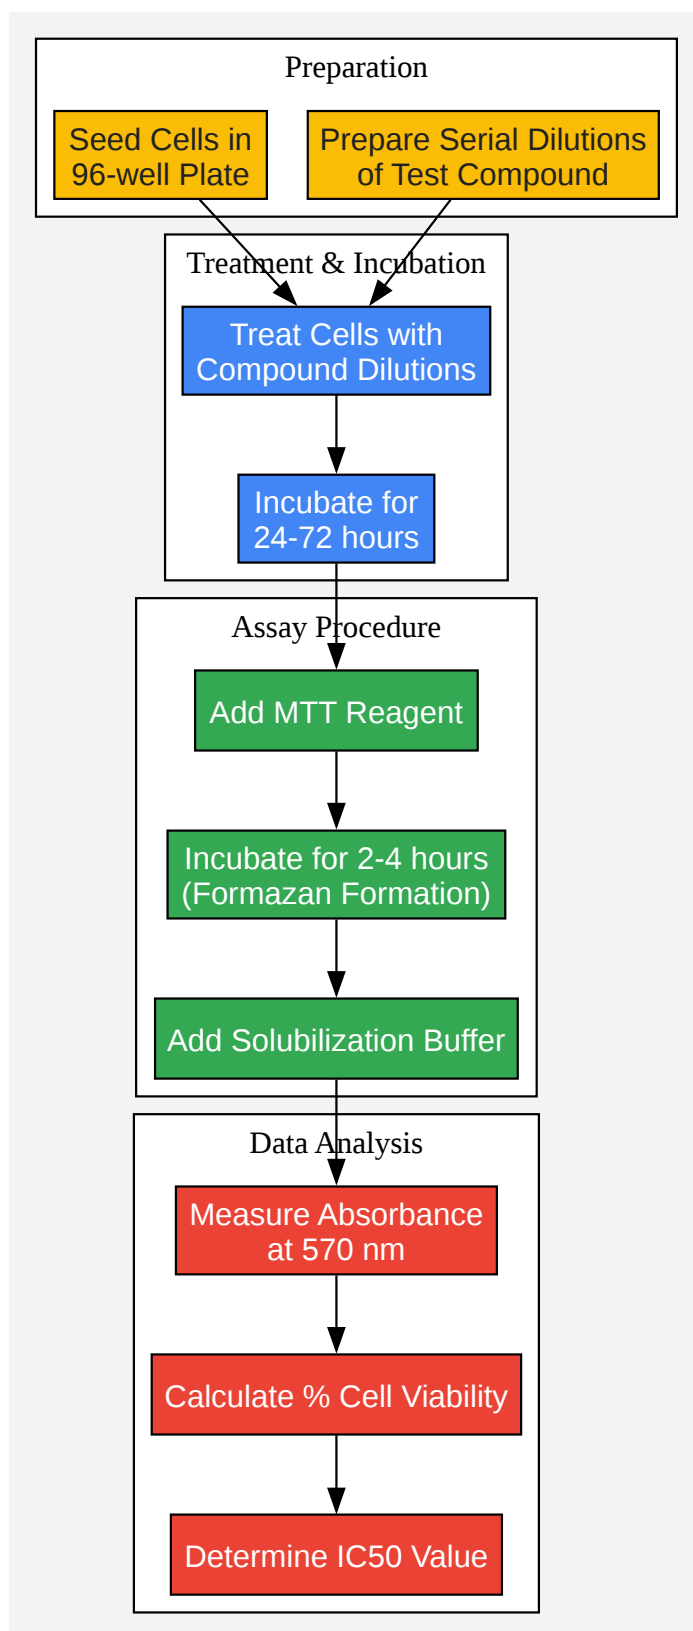 Preparation
Seed Cells in
96-well Plate
Prepare Serial Dilutions
of Test Compound
Treatment & Incubation
Treat Cells with
Compound Dilutions
Incubate for
24-72 hours
Assay Procedure
Add MTT Reagent
Incubate for 2-4 hours
(Formazan Formation)
Add Solubilization Buffer
Data Analysis
Measure Absorbance
at 570 nm
Calculate % Cell Viability
Determine IC50 Value